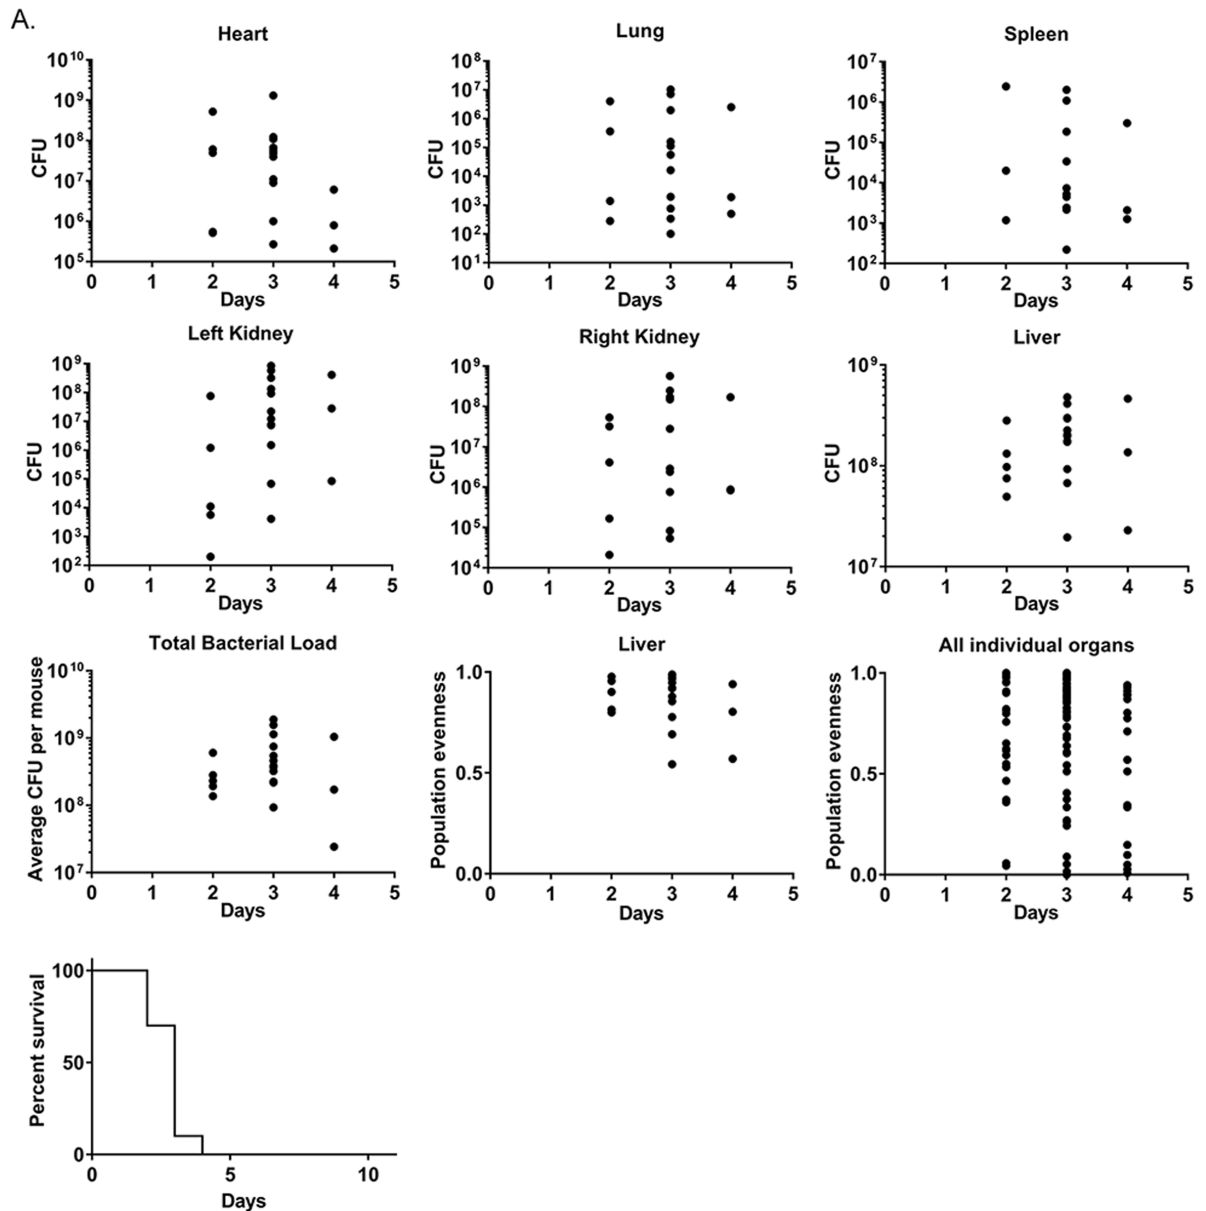 A.
Heart
Lung
Spleen
10^10
10^9
10^8
10^7
10^6
10^5
CFU
0 1 2 3 4 5
Days
10^8
10^7
10^6
10^5
10^4
10^3
10^2
10^1
CFU
0 1 2 3 4 5
Days
10^7
10^6
10^5
10^4
10^3
10^2
CFU
0 1 2 3 4 5
Days
Left Kidney
Right Kidney
Liver
10^9
10^8
10^7
10^6
10^5
10^4
10^3
10^2
CFU
0 1 2 3 4 5
Days
10^9
10^8
10^7
10^6
10^5
10^4
CFU
0 1 2 3 4 5
Days
10^9
10^8
10^7
CFU
0 1 2 3 4 5
Days
Total Bacterial Load
Liver
All individual organs
10^10
10^9
10^8
10^7
Average CFU per mouse
0 1 2 3 4 5
Days
1.0
0.5
0.0
Population evenness
0 1 2 3 4 5
Days
1.0
0.5
0.0
Population evenness
0 1 2 3 4 5
Days
100
50
0
Percent survival
0 5 10
Days